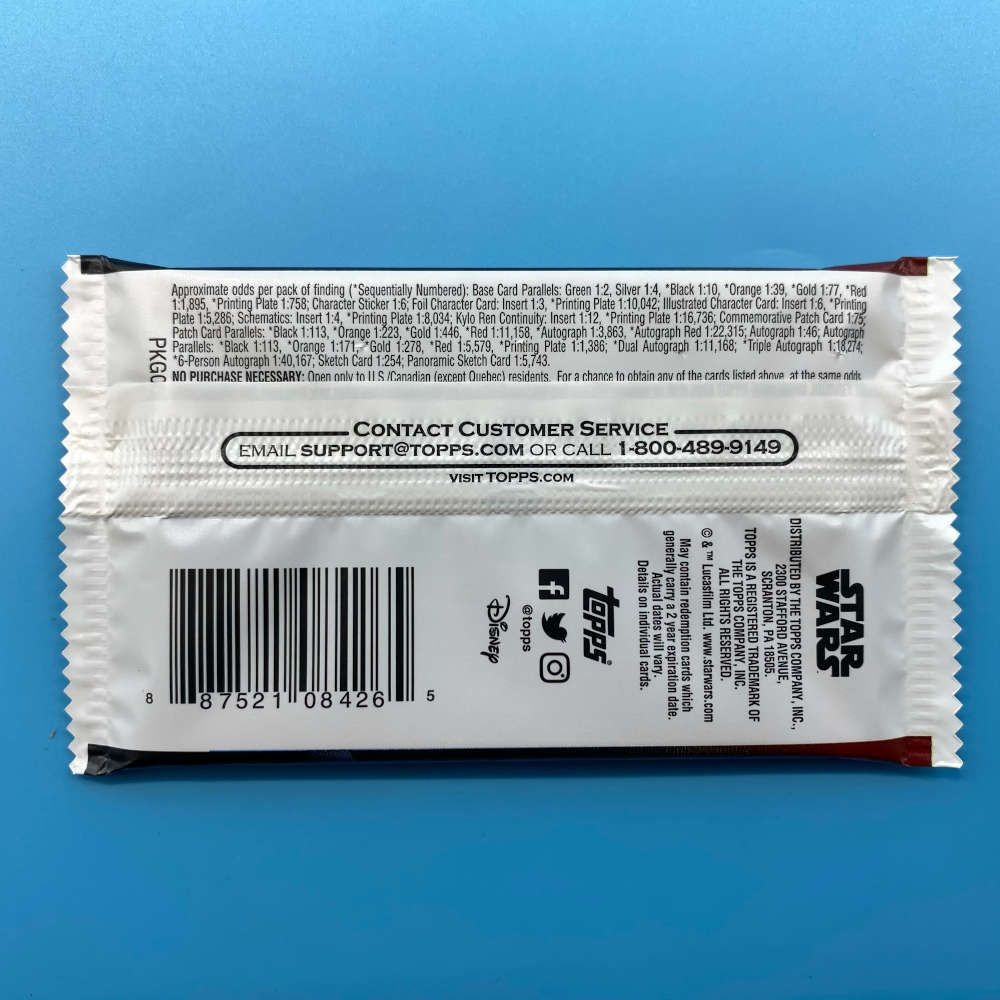 Approximate odds per pack of finding (*Sequentially Numbered): Base Card Parallels: Green 1:2, Silver 1:4, *Black 1:10, *Orange 1:39, *Gold 1:77, *Red
1:1,895, *Printing Plate 1:758; Character Sticker 1:6; Foil Character Card: Insert 1:3, *Printing Plate 1:10,042; Illustrated Character Card: Insert 1:6, *Printing
Plate 1:5,286; Schematics: Insert 1:4, *Printing Plate 1:8,034; Kylo Ren Continuity: Insert 1:12, *Printing Plate 1:16,736; Commemorative Patch Card 1:75;
Patch Card Parallels: *Black 1:113, *Orange 1:223, *Gold 1:446, *Red 1:11,158, *Autograph 1:3,863, *Autograph Red 1:22,315; Autograph 1:46; Autograph
Parallels: *Black 1:113, *Orange 1:171, *Gold 1:278, *Red 1:5,579, *Printing Plate 1:1,386; *Dual Autograph 1:11,168; *Triple Autograph 1:18,274;
*6-Person Autograph 1:40,167; Sketch Card 1:254; Panoramic Sketch Card 1:5,743.
NO PURCHASE NECESSARY: Open only to U.S./Canadian (except Quebec) residents. For a chance to obtain any of the cards listed above, at the same odds
PKGC
CONTACT CUSTOMER SERVICE
EMAIL SUPPORT@TOPPS.COM OR CALL 1-800-489-9149
VISIT TOPPS.COM
STAR
WARS
DISTRIBUTED BY THE TOPPS COMPANY, INC.,
2300 STAFFORD AVENUE,
SCRANTON, PA 18505.
TOPPS IS A REGISTERED TRADEMARK OF
THE TOPPS COMPANY, INC.
ALL RIGHTS RESERVED.
© & ™ Lucasfilm Ltd. www.starwars.com
May contain redemption cards which
generally carry a 2 year expiration date.
Actual dates will vary.
Details on individual cards.
topps
@topps
Disney
8 87521 08426 5